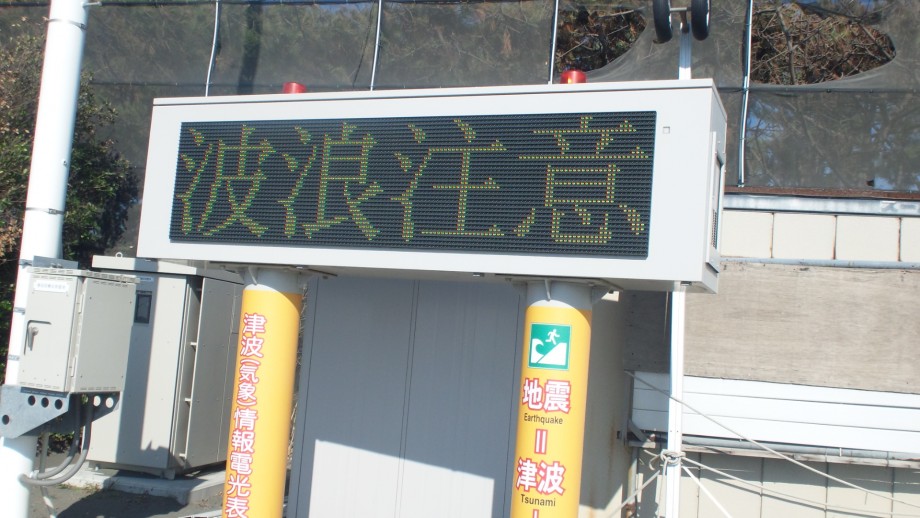 波浪注意
津波(気象)情報電光表
地震
Earthquake
=
津波
Tsunami